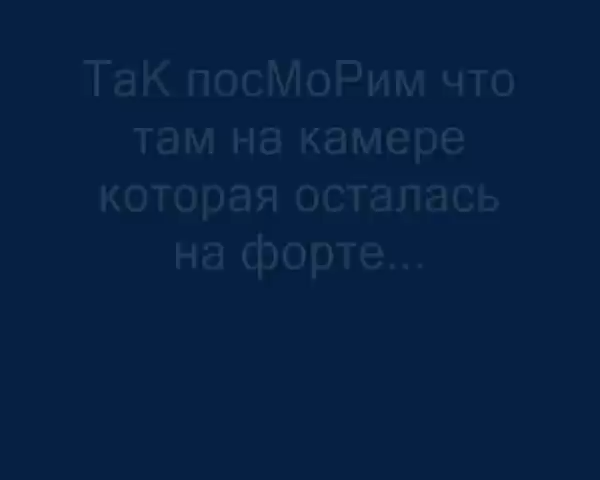 ТаК посМоРим что
там на камере
которая осталась
на форте...